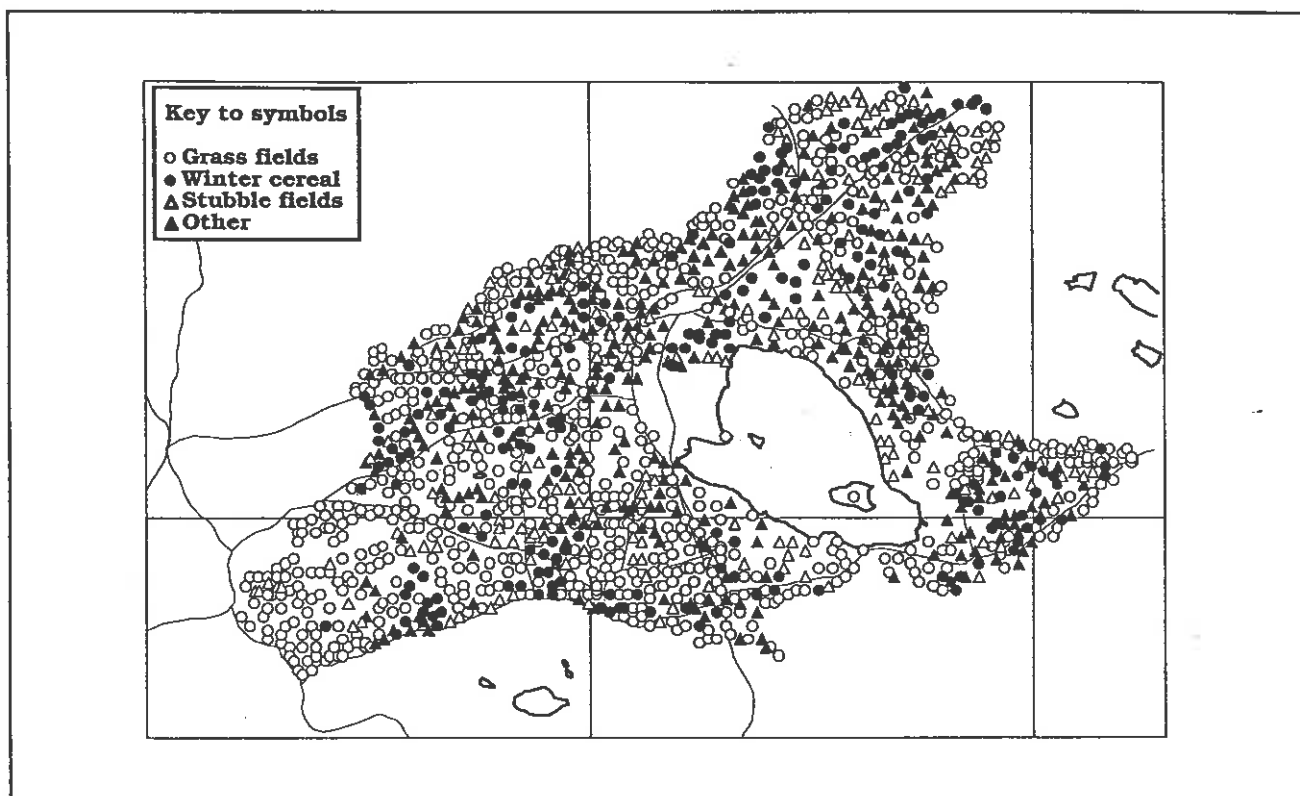 Key to symbols
Grass fields
Winter cereal
Stubble fields
Other